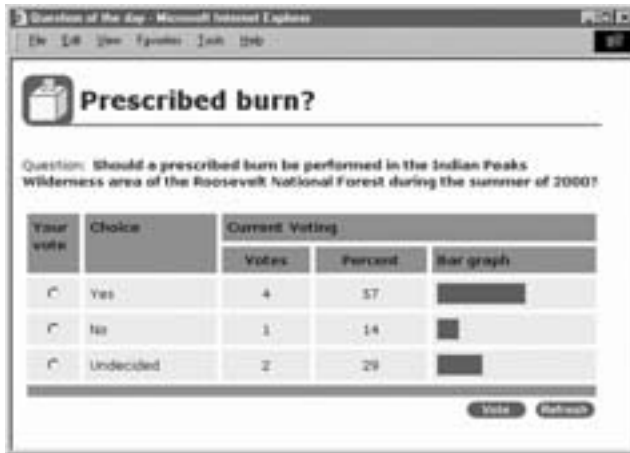 Question of the day - Microsoft Internet Explorer
File Edit View Favorites Tools Help
Prescribed burn?
Question: Should a prescribed burn be performed in the Indian Peaks
Wilderness area of the Roosevelt National Forest during the summer of 2000?
Your vote Choice Current Voting
Votes Percent Bar graph
Yes 4 57
No 1 14
Undecided 2 29
Vote Refresh